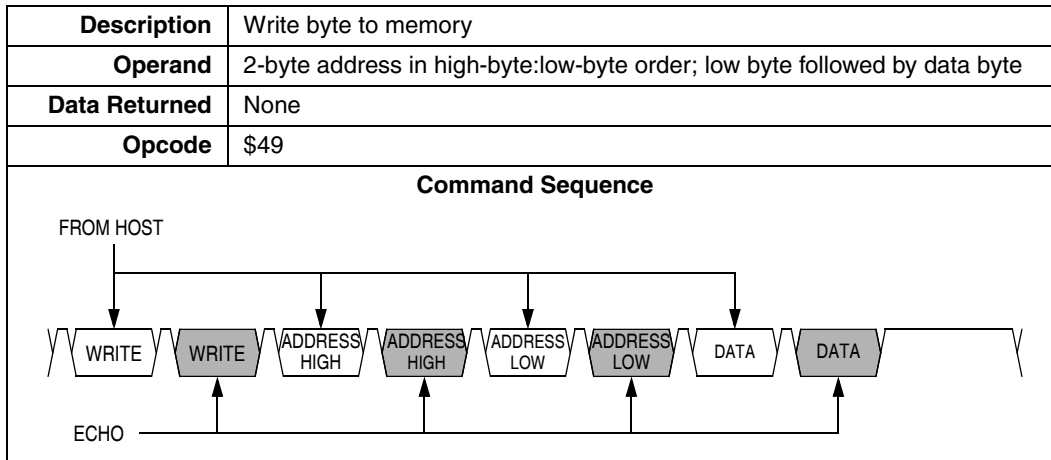 Description Write byte to memory
Operand 2-byte address in high-byte:low-byte order; low byte followed by data byte
Data Returned None
Opcode $49
Command Sequence
FROM HOST
WRITE WRITE ADDRESS HIGH ADDRESS HIGH ADDRESS LOW ADDRESS LOW DATA DATA
ECHO